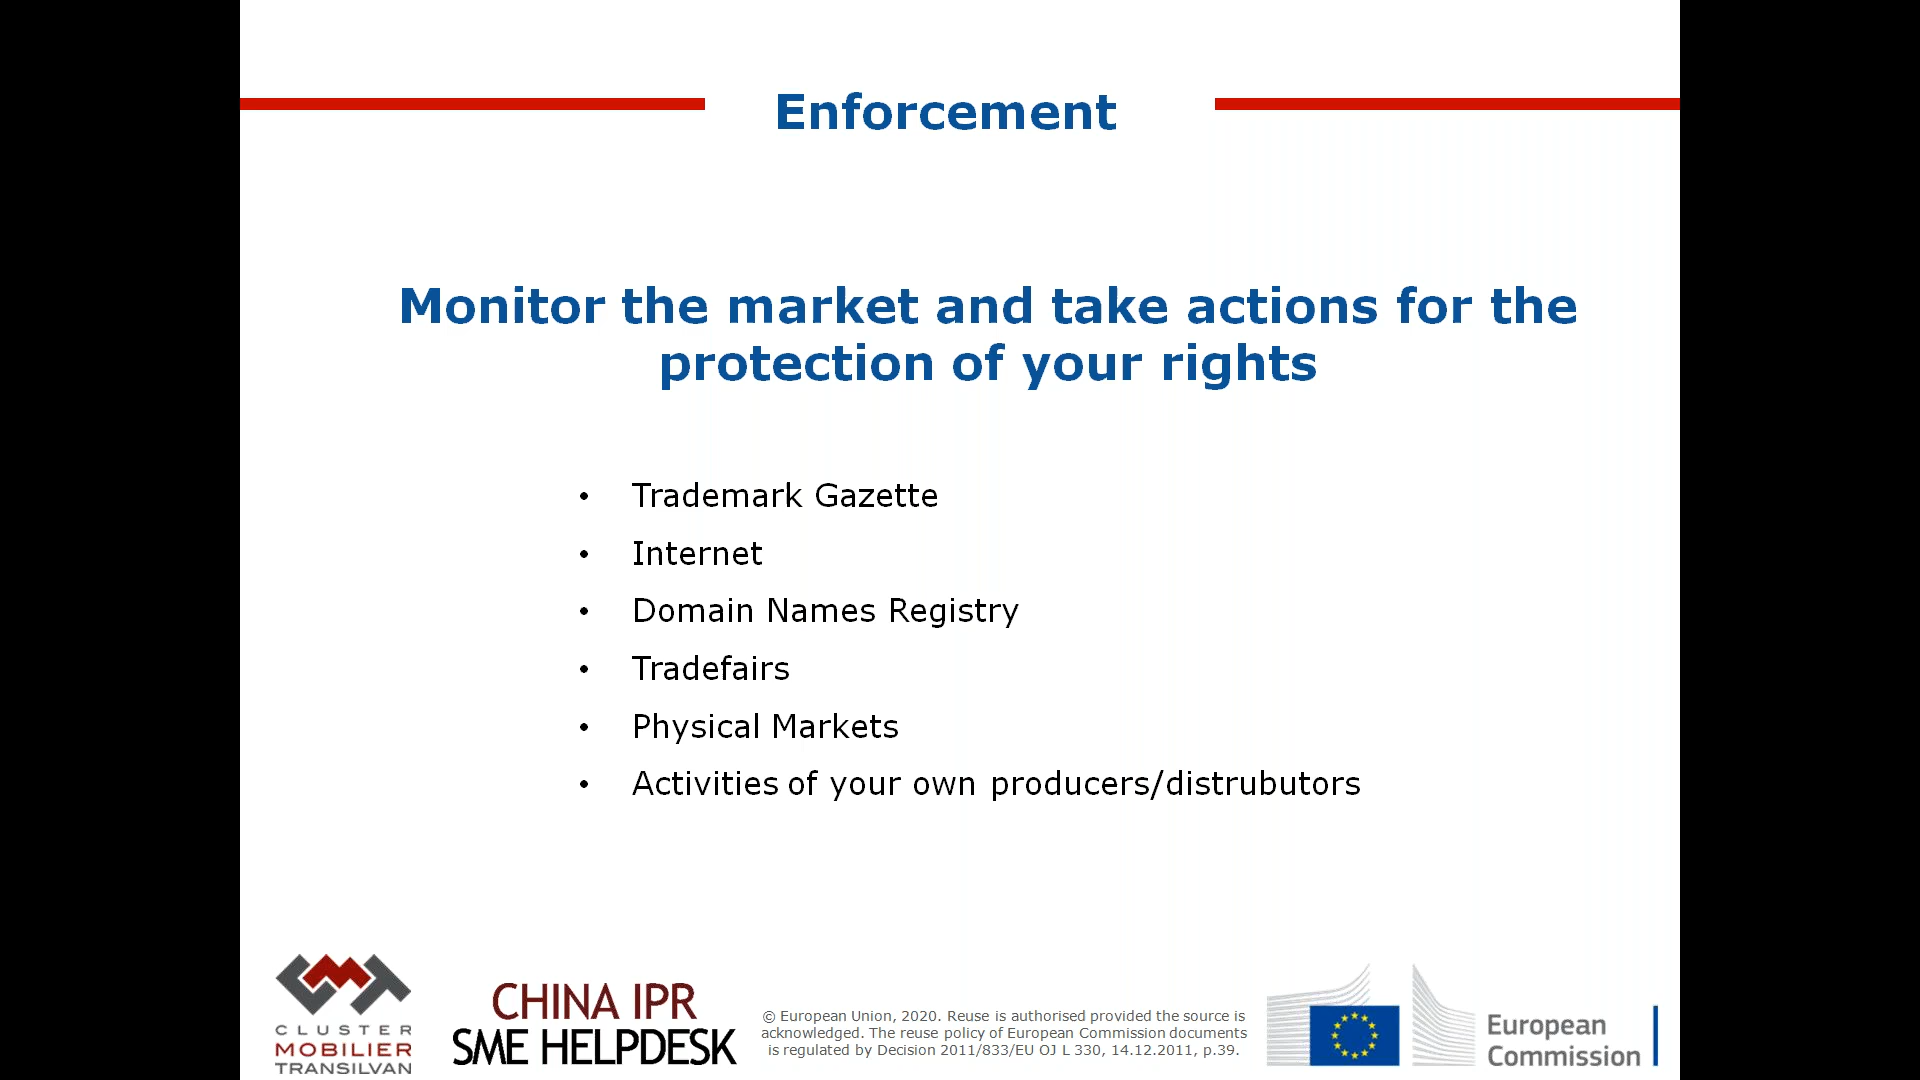 Enforcement
Monitor the market and take actions for the
protection of your rights
• Trademark Gazette
• Internet
• Domain Names Registry
• Tradefairs
• Physical Markets
• Activities of your own producers/distrubutors
CLUSTER
MOBILIER
TRANSILVAN
CHINA IPR
SME HELPDESK
© European Union, 2020. Reuse is authorised provided the source is
acknowledged. The reuse policy of European Commission documents
is regulated by Decision 2011/833/EU OJ L 330, 14.12.2011, p.39.
European
Commission